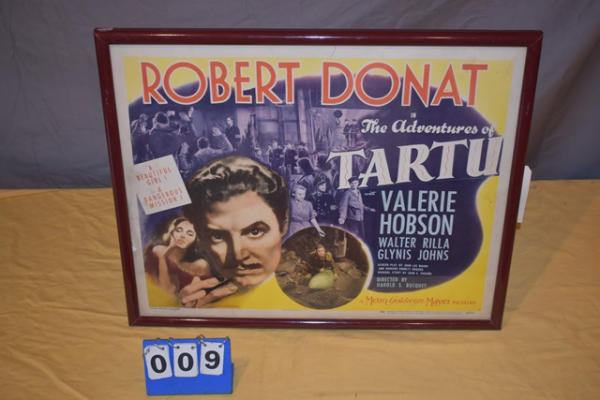 ROBERT DONAT
IN
The Adventures of
TARTU
A
BEAUTIFUL
GIRL!
A
DANGEROUS
MISSION!
VALERIE
HOBSON
WALTER RILLA
GLYNIS JOHNS
DIRECTED BY
HAROLD S. BUCQUET
A Metro Goldwyn Mayer PICTURE
009